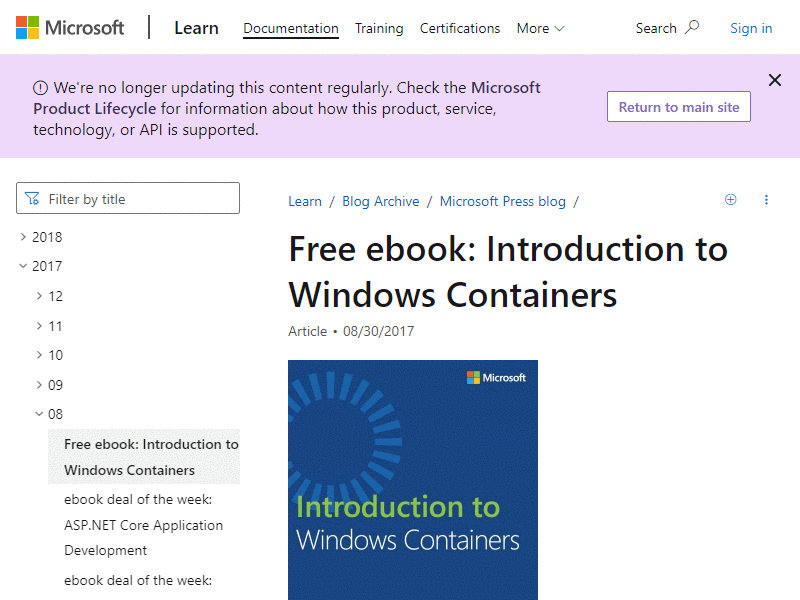 Microsoft
Learn
Documentation
Training
Certifications
More
Search
Sign in
We're no longer updating this content regularly. Check the Microsoft
Product Lifecycle for information about how this product, service,
technology, or API is supported.
Return to main site
Filter by title
2018
2017
12
11
10
09
08
Free ebook: Introduction to
Windows Containers
ebook deal of the week:
ASP.NET Core Application
Development
ebook deal of the week:
Learn / Blog Archive / Microsoft Press blog /
Free ebook: Introduction to
Windows Containers
Article • 08/30/2017
Microsoft
Introduction to
Windows Containers